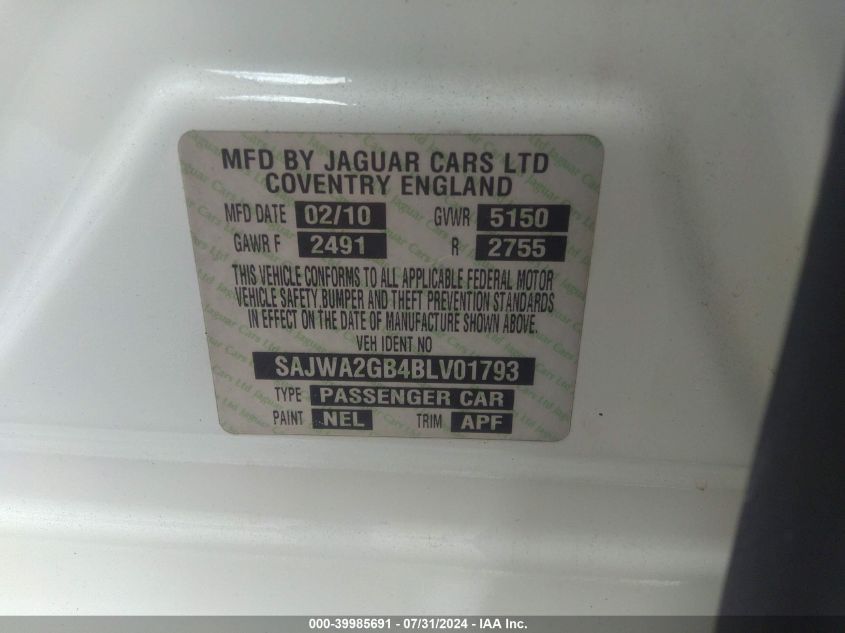 MFD BY JAGUAR CARS LTD
COVENTRY ENGLAND
MFD DATE 02/10 GVWR 5150
GAWR F 2491 R 2755
THIS VEHICLE CONFORMS TO ALL APPLICABLE FEDERAL MOTOR
VEHICLE SAFETY,BUMPER AND THEFT PREVENTION STANDARDS
IN EFFECT ON THE DATE OF MANUFACTURE SHOWN ABOVE.
VEH IDENT NO
SAJWA2GB4BLV01793
TYPE PASSENGER CAR
PAINT NEL TRIM APF
000-39985691 / 07/31/2024 - IAA Inc.